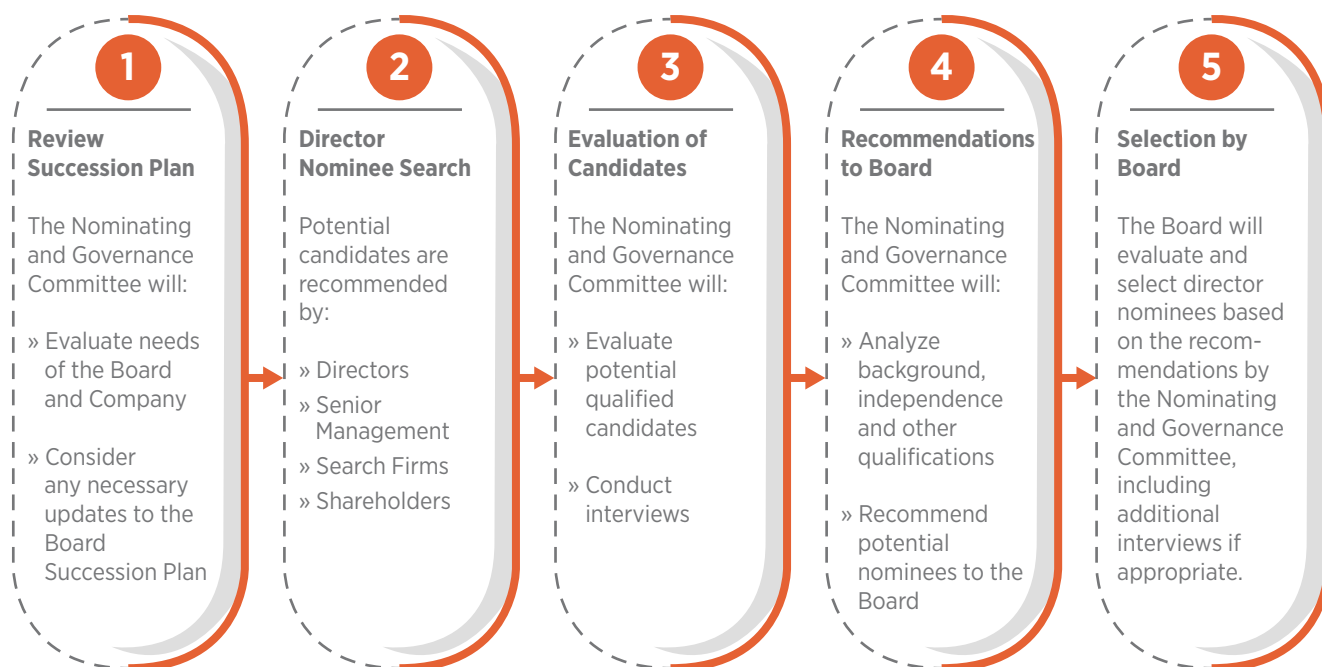 1
Review
Succession Plan
The Nominating
and Governance
Committee will:
» Evaluate needs
of the Board
and Company
» Consider
any necessary
updates to the
Board
Succession Plan
2
Director
Nominee Search
Potential
candidates are
recommended
by:
» Directors
» Senior
Management
» Search Firms
» Shareholders
3
Evaluation of
Candidates
The Nominating
and Governance
Committee will:
» Evaluate
potential
qualified
candidates
» Conduct
interviews
4
Recommendations
to Board
The Nominating
and Governance
Committee will:
» Analyze
background,
independence
and other
qualifications
» Recommend
potential
nominees to the
Board
5
Selection by
Board
The Board will
evaluate and
select director
nominees based
on the recom-
mendations by
the Nominating
and Governance
Committee,
including
additional
interviews if
appropriate.